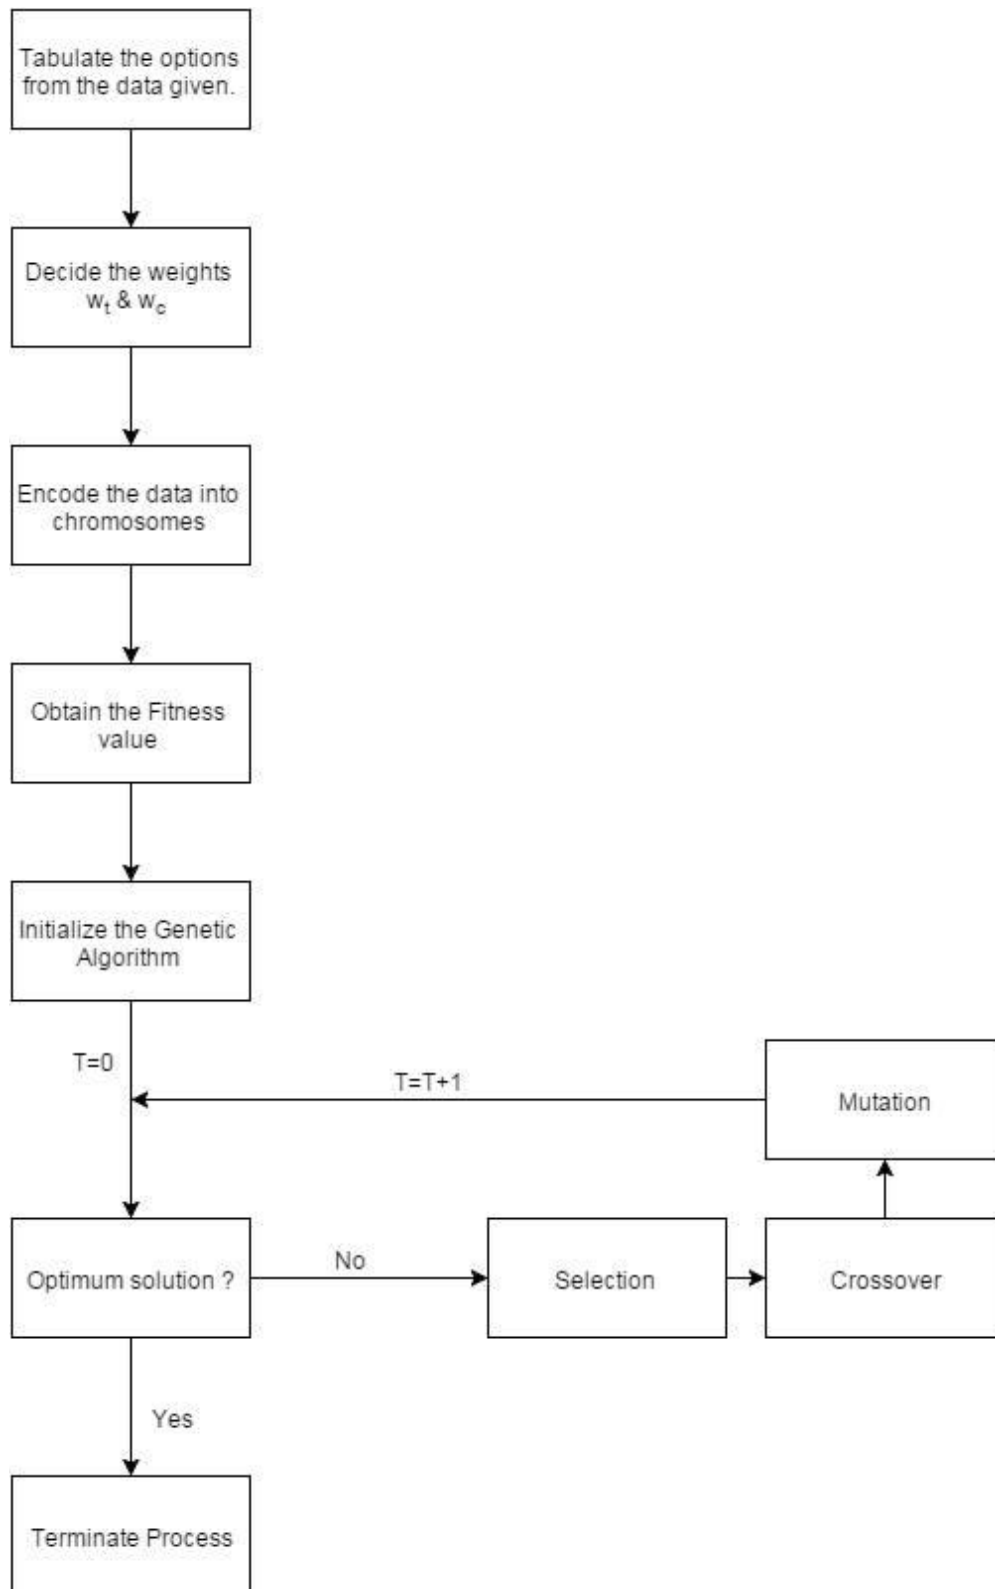 Tabulate the options
from the data given.
Decide the weights
wt & wc
Encode the data into
chromosomes
Obtain the Fitness
value
Initialize the Genetic
Algorithm
T=0
T=T+1
Mutation
Optimum solution ?
No
Selection
Crossover
Yes
Terminate Process